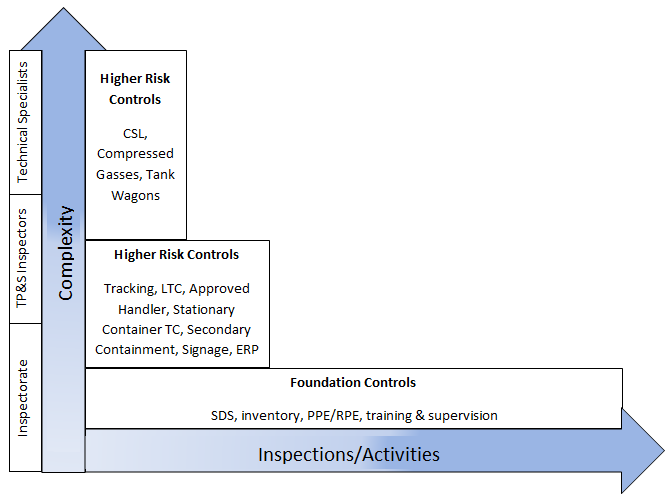 Technical Specialists
TP&S Inspectors
Inspectorate
Complexity
Higher Risk
Controls
CSL,
Compressed
Gasses, Tank
Wagons
Higher Risk Controls
Tracking, LTC, Approved
Handler, Stationary
Container TC, Secondary
Containment, Signage, ERP
Foundation Controls
SDS, inventory, PPE/RPE, training & supervision
Inspections/Activities